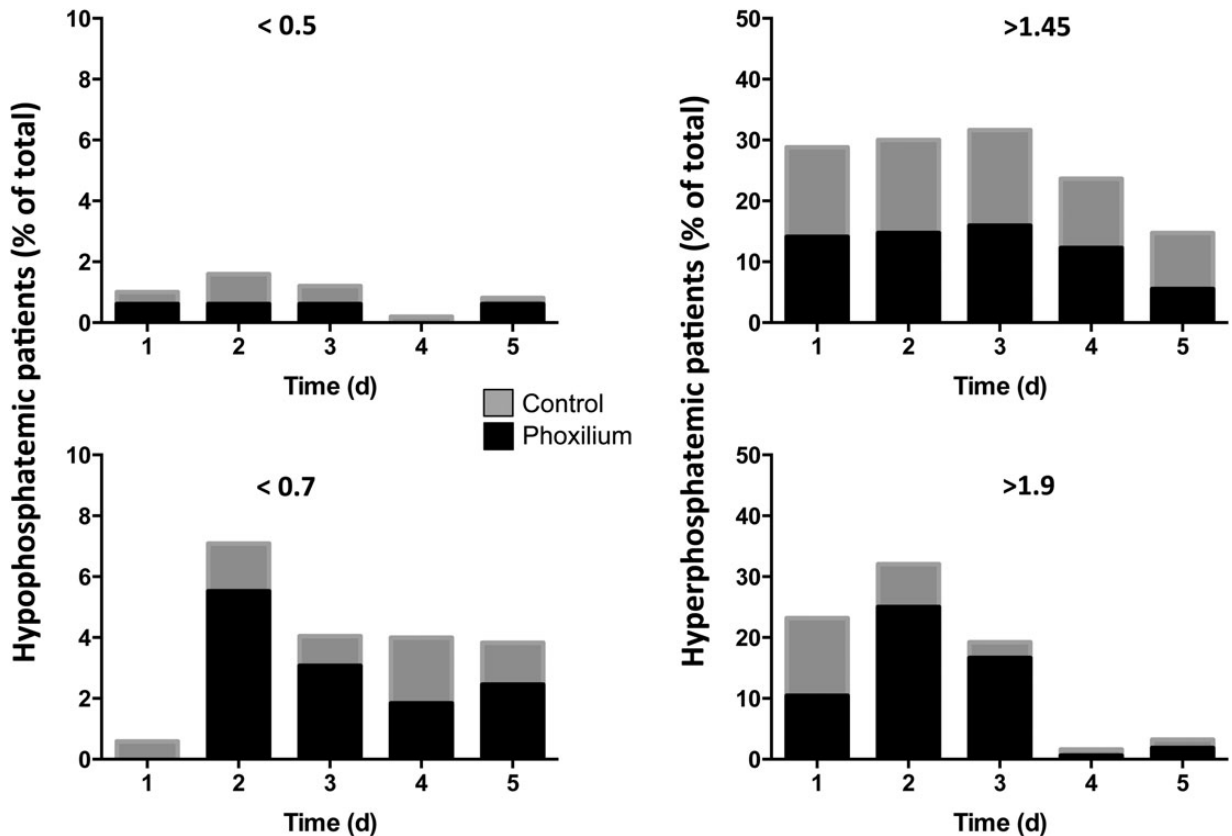 Hypophosphatemic patients (% of total)
< 0.5
10
8
6
4
2
0
1 2 3 4 5
Time (d)
< 0.7
10
8
6
4
2
0
1 2 3 4 5
Time (d)
Control
Phoxilium
Hyperphosphatemic patients (% of total)
>1.45
50
40
30
20
10
0
1 2 3 4 5
Time (d)
>1.9
50
40
30
20
10
0
1 2 3 4 5
Time (d)